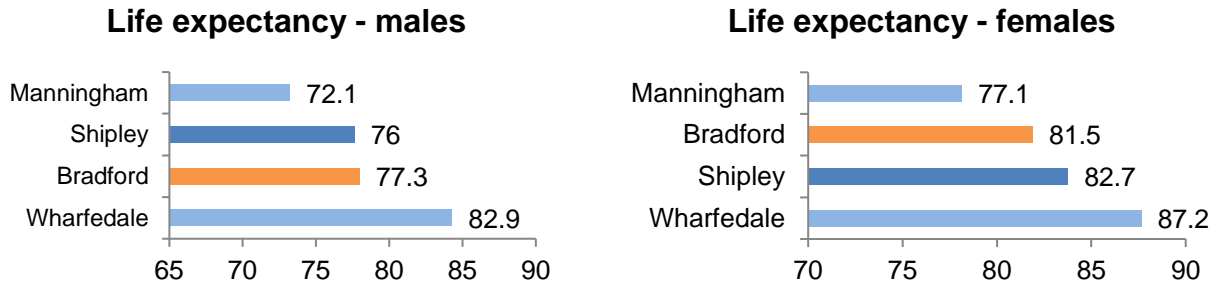 Life expectancy - males
Manningham 72.1
Shipley 76
Bradford 77.3
Wharfedale 82.9
65 70 75 80 85 90
Life expectancy - females
Manningham 77.1
Bradford 81.5
Shipley 82.7
Wharfedale 87.2
70 75 80 85 90